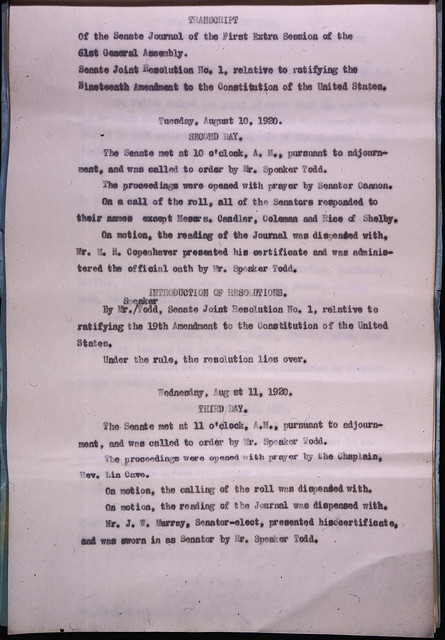 TRANSCRIPT
Of the Senate Journal of the First Extra Session of the
61st General Assembly.
Senate Joint Resolution No. 1, relative to ratifying the
Nineteenth Amendment to the Constitution of the United States.
Tuesday, August 10, 1920.
SECOND DAY.
The Senate met at 10 o'clock, A. M., pursuant to adjourn-
ment, and was called to order by Mr. Speaker Todd.
The proceedings were opened with prayer by Senator Cannon.
On a call of the roll, all of the Senators responded to
their names except Messrs. Candler, Coleman and Rice of Shelby.
On motion, the reading of the Journal was dispensed with.
Mr. M. H. Copenhaver presented his certificate and was adminis-
tered the official oath by Mr. Speaker Todd.
INTRODUCTION OF RESOLUTIONS.
Speaker
By Mr./Todd, Senate Joint Resolution No. 1, relative to
ratifying the 19th Amendment to the Constitution of the United
States.
Under the rule, the resolution lies over.
Wednesday, Aug st 11, 1920.
THIRD DAY.
The Senate met at 11 o'clock, A.M., pursuant to adjourn-
ment, and was called to order by Mr. Speaker Todd.
The proceedings were opened with prayer by the Chaplain,
Rev. Lin Cave.
On motion, the calling of the roll was dispensed with.
On motion, the reading of the Journal was dispensed with.
Mr. J. W. Murray, Senator-elect, presented hisocertificate,
and was sworn in as Senator by Mr. Speaker Todd.